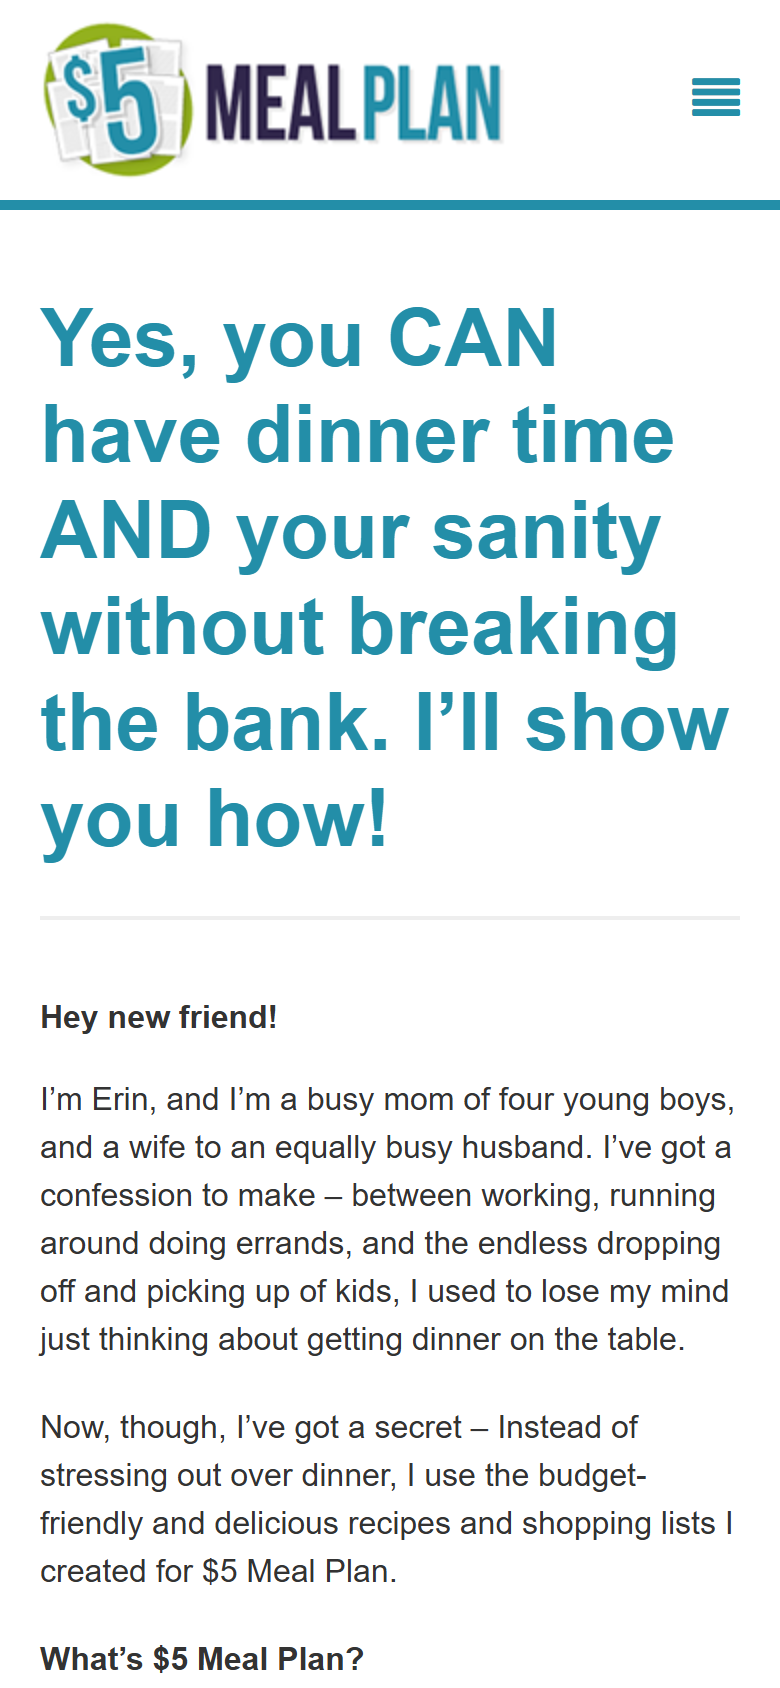 $5 MEAL PLAN
Yes, you CAN
have dinner time
AND your sanity
without breaking
the bank. I’ll show
you how!
Hey new friend!
I’m Erin, and I’m a busy mom of four young boys,
and a wife to an equally busy husband. I’ve got a
confession to make – between working, running
around doing errands, and the endless dropping
off and picking up of kids, I used to lose my mind
just thinking about getting dinner on the table.
Now, though, I’ve got a secret – Instead of
stressing out over dinner, I use the budget-
friendly and delicious recipes and shopping lists I
created for $5 Meal Plan.
What’s $5 Meal Plan?